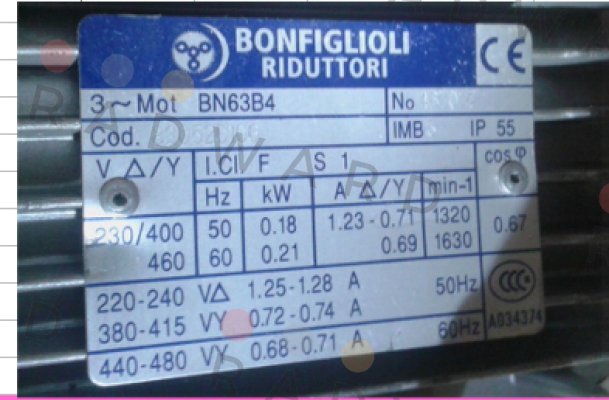 BONFIGLIOLI
RIDUTTORI
CE
3~Mot BN63B4 No
Cod. IMB IP 55
V Δ/Y I.Cl F S 1 cos φ
Hz kW A Δ/Y min-1
230/400 50 0.18 1.23-0.71 1320 0.67
460 60 0.21 0.69 1630
220-240 VΔ 1.25-1.28 A 50Hz CCC
380-415 VY 0.72-0.74 A A034374
440-480 VY 0.68-0.71 A 60Hz
RADWARD
RAD